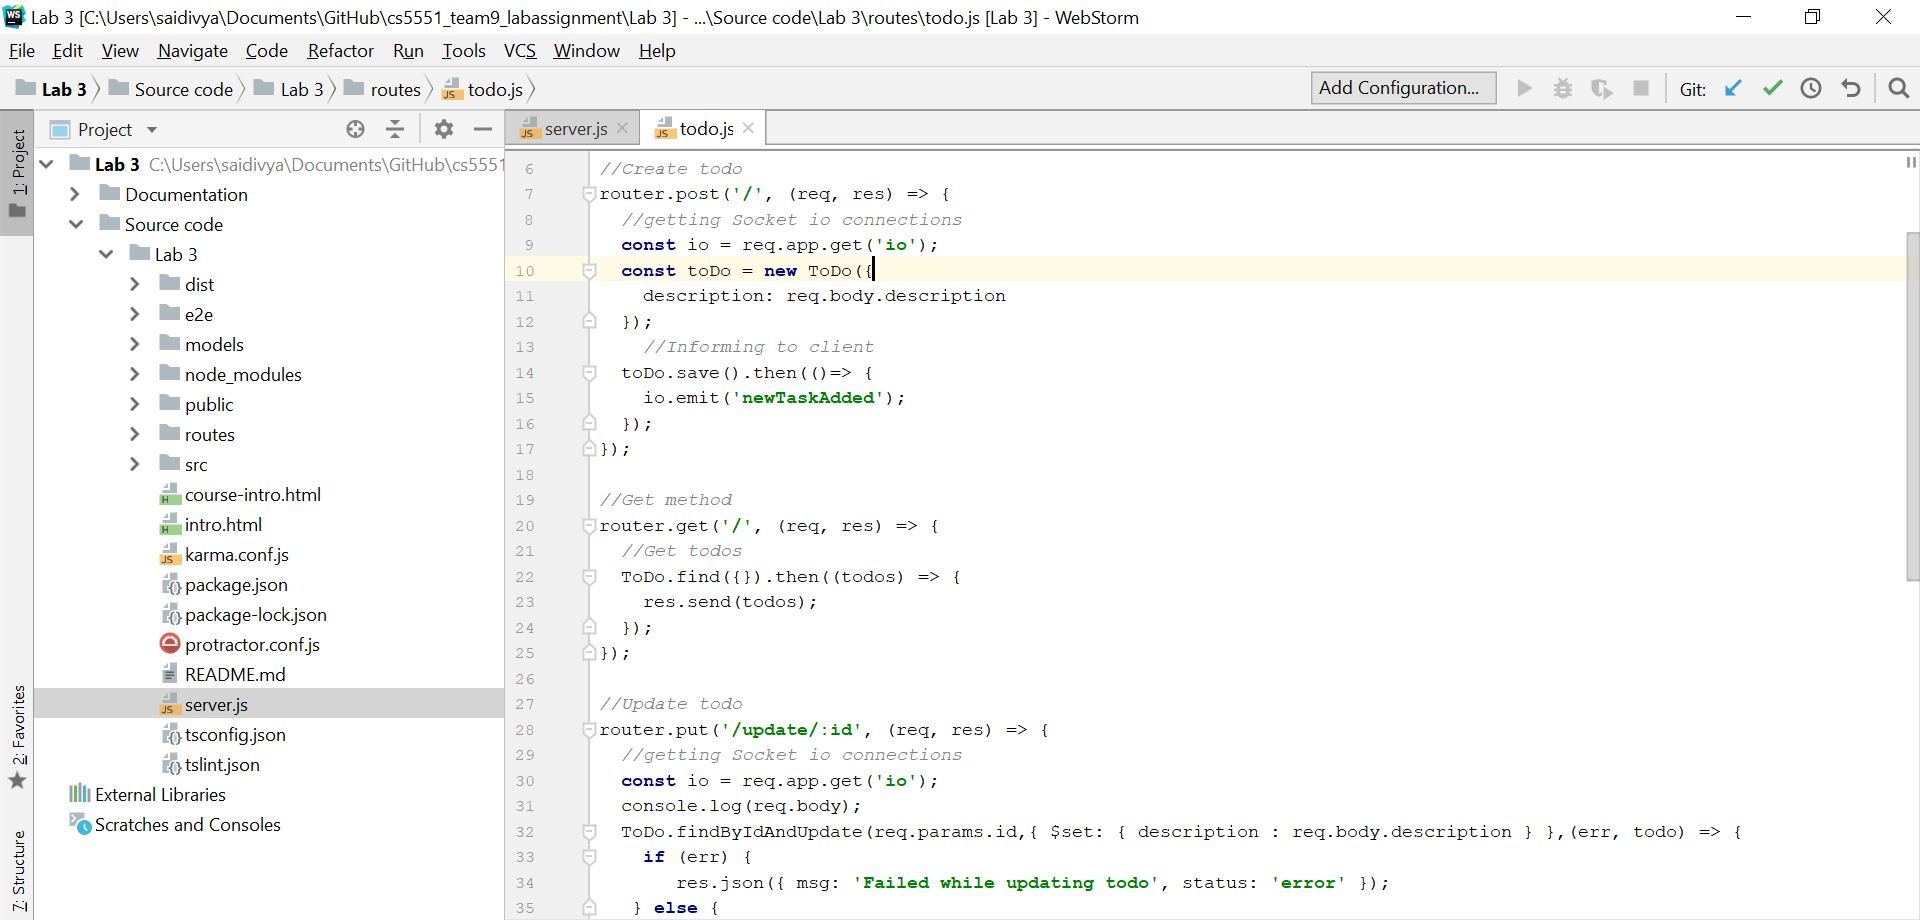 Lab 3 [C:\Users\saidivya\Documents\GitHub\cs5551_team9_labassignment\Lab 3] - ...\Source code\Lab 3\routes\todo.js [Lab 3] - WebStorm
File Edit View Navigate Code Refactor Run Tools VCS Window Help
Lab 3 Source code Lab 3 routes todo.js Add Configuration... Git:
1: Project
2: Favorites
7: Structure
Project
Lab 3 C:\Users\saidivya\Documents\GitHub\cs5551
Documentation
Source code
Lab 3
dist
e2e
models
node_modules
public
routes
src
course-intro.html
intro.html
karma.conf.js
package.json
package-lock.json
protractor.conf.js
README.md
server.js
tsconfig.json
tslint.json
External Libraries
Scratches and Consoles
server.js todo.js
6 //Create todo
7 router.post('/', (req, res) => {
8 //getting Socket io connections
9 const io = req.app.get('io');
10 const toDo = new ToDo({
11 description: req.body.description
12 });
13 //Informing to client
14 toDo.save().then(()=> {
15 io.emit('newTaskAdded');
16 });
17 });
18
19 //Get method
20 router.get('/', (req, res) => {
21 //Get todos
22 ToDo.find({}).then((todos) => {
23 res.send(todos);
24 });
25 });
26
27 //Update todo
28 router.put('/update/:id', (req, res) => {
29 //getting Socket io connections
30 const io = req.app.get('io');
31 console.log(req.body);
32 ToDo.findByIdAndUpdate(req.params.id,{ $set: { description : req.body.description } },(err, todo) => {
33 if (err) {
34 res.json({ msg: 'Failed while updating todo', status: 'error' });
35 } else {